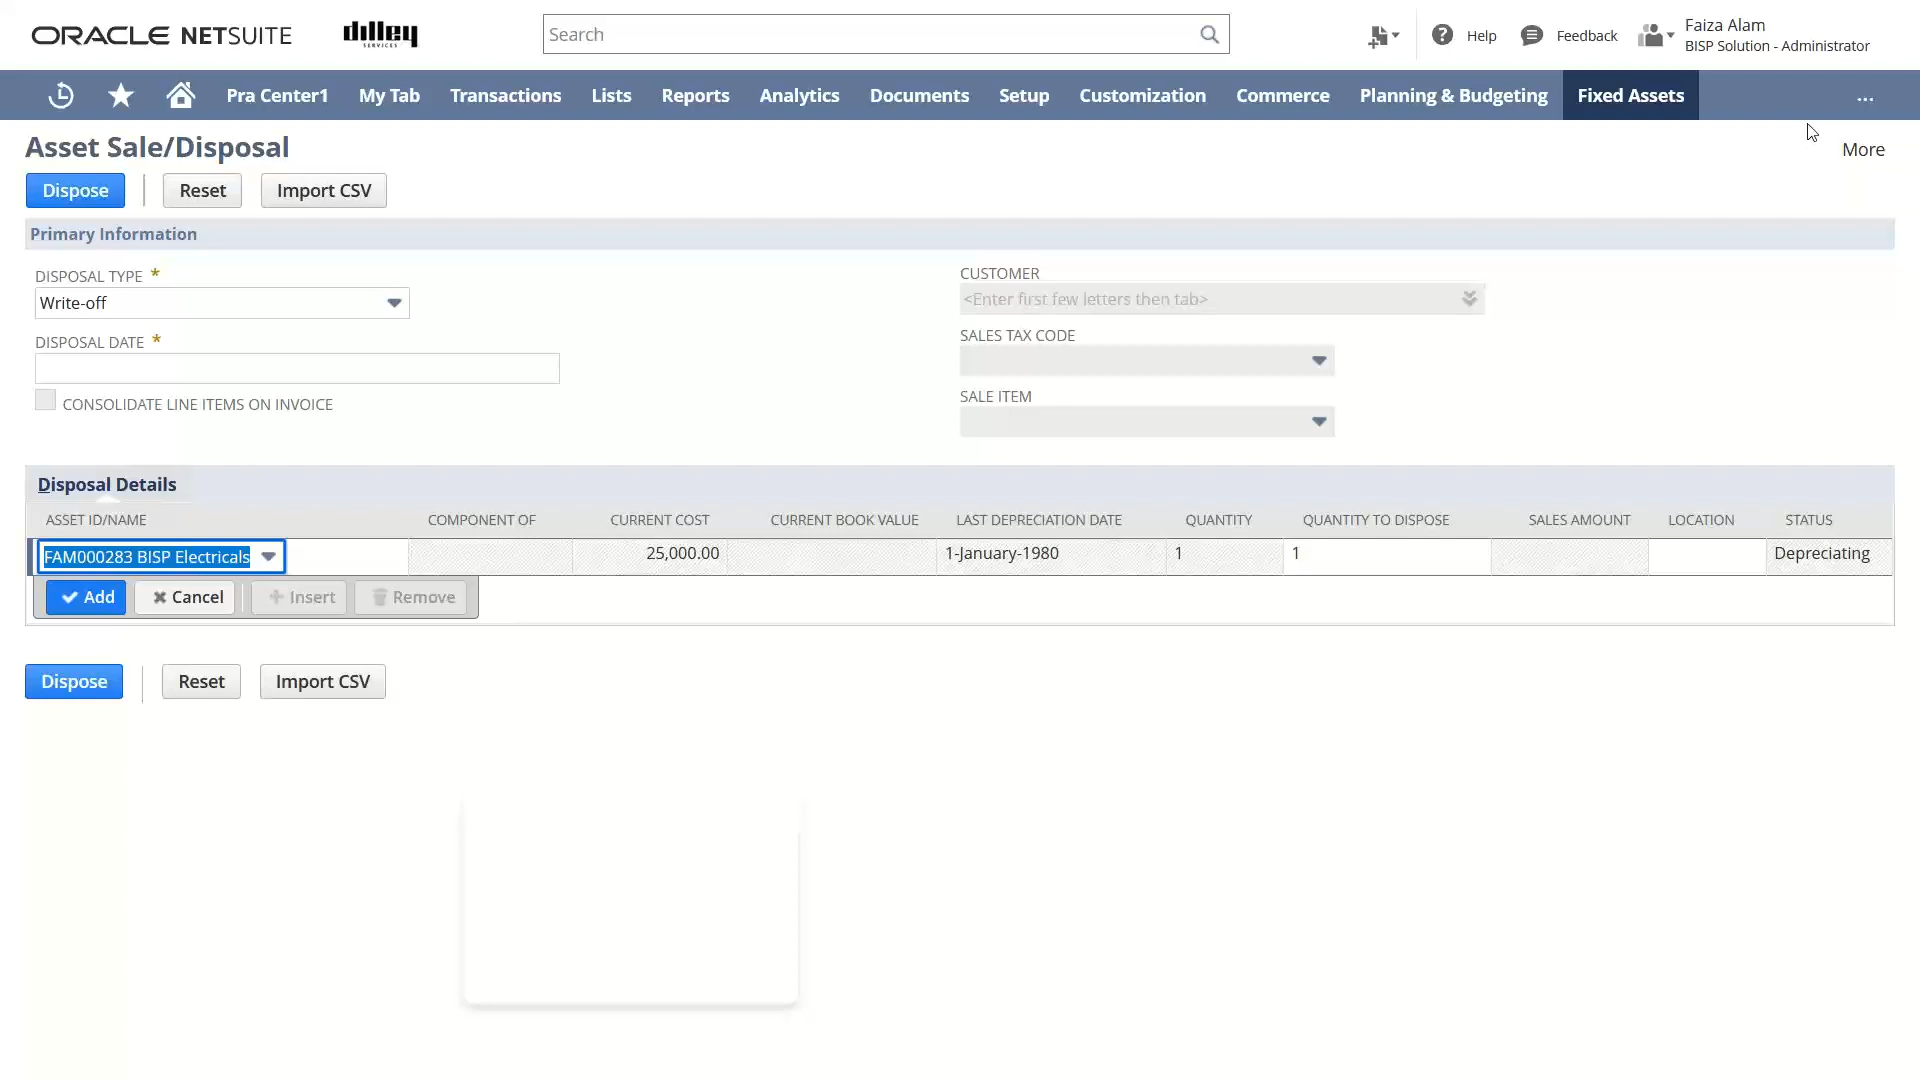 ORACLE NETSUITE
dilley
SERVICES
Search
Help
Feedback
Faiza Alam
BISP Solution - Administrator
Pra Center1
My Tab
Transactions
Lists
Reports
Analytics
Documents
Setup
Customization
Commerce
Planning & Budgeting
Fixed Assets
...
Asset Sale/Disposal
More
Dispose
Reset
Import CSV
Primary Information
DISPOSAL TYPE *
Write-off
DISPOSAL DATE *
CONSOLIDATE LINE ITEMS ON INVOICE
CUSTOMER
<Enter first few letters then tab>
SALES TAX CODE
SALE ITEM
Disposal Details
ASSET ID/NAME
COMPONENT OF
CURRENT COST
CURRENT BOOK VALUE
LAST DEPRECIATION DATE
QUANTITY
QUANTITY TO DISPOSE
SALES AMOUNT
LOCATION
STATUS
FAM000283 BISP Electricals
25,000.00
1-January-1980
1
1
Depreciating
Add
Cancel
Insert
Remove
Dispose
Reset
Import CSV